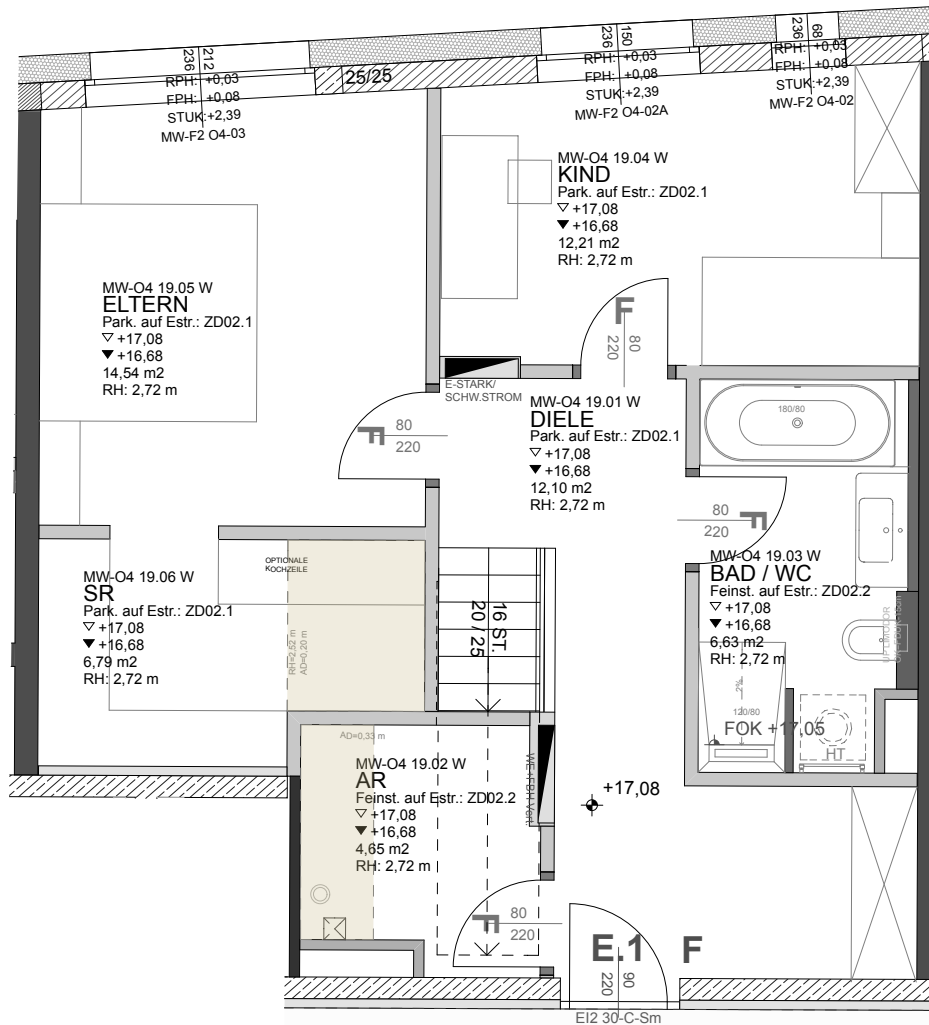 236
212
RPH: +0,03
FPH: +0,08
STUK:+2,39
MW-F2 O4-03
25/25
236
150
RPH: +0,03
FPH: +0,08
STUK:+2,39
MW-F2 O4-02A
236
68
RPH: +0,03
FPH: +0,08
STUK:+2,39
MW-F2 O4-02
MW-O4 19.04 W
KIND
Park. auf Estr.: ZD02.1
+17,08
+16,68
12,21 m2
RH: 2,72 m
MW-O4 19.05 W
ELTERN
Park. auf Estr.: ZD02.1
+17,08
+16,68
14,54 m2
RH: 2,72 m
F
80
220
E-STARK/
SCHW.STROM
MW-O4 19.01 W
DIELE
Park. auf Estr.: ZD02.1
+17,08
+16,68
12,10 m2
RH: 2,72 m
180/80
F
80
220
80
220
F
MW-O4 19.03 W
BAD / WC
Feinst. auf Estr.: ZD02.2
+17,08
+16,68
6,63 m2
RH: 2,72 m
OPTIONALE
KOCHZEILE
MW-O4 19.06 W
SR
Park. auf Estr.: ZD02.1
+17,08
+16,68
6,79 m2
RH: 2,72 m
RH=2,52 m
AD=0,20 m
16 ST.
20 / 25
2%
120/80
FOK +17,05
HT
AD=0,33 m
MW-O4 19.02 W
AR
Feinst. auf Estr.: ZD02.2
+17,08
+16,68
4,65 m2
RH: 2,72 m
WE+FBH-Vert.
+17,08
F
80
220
E.1
F
90
220
EI2 30-C-Sm